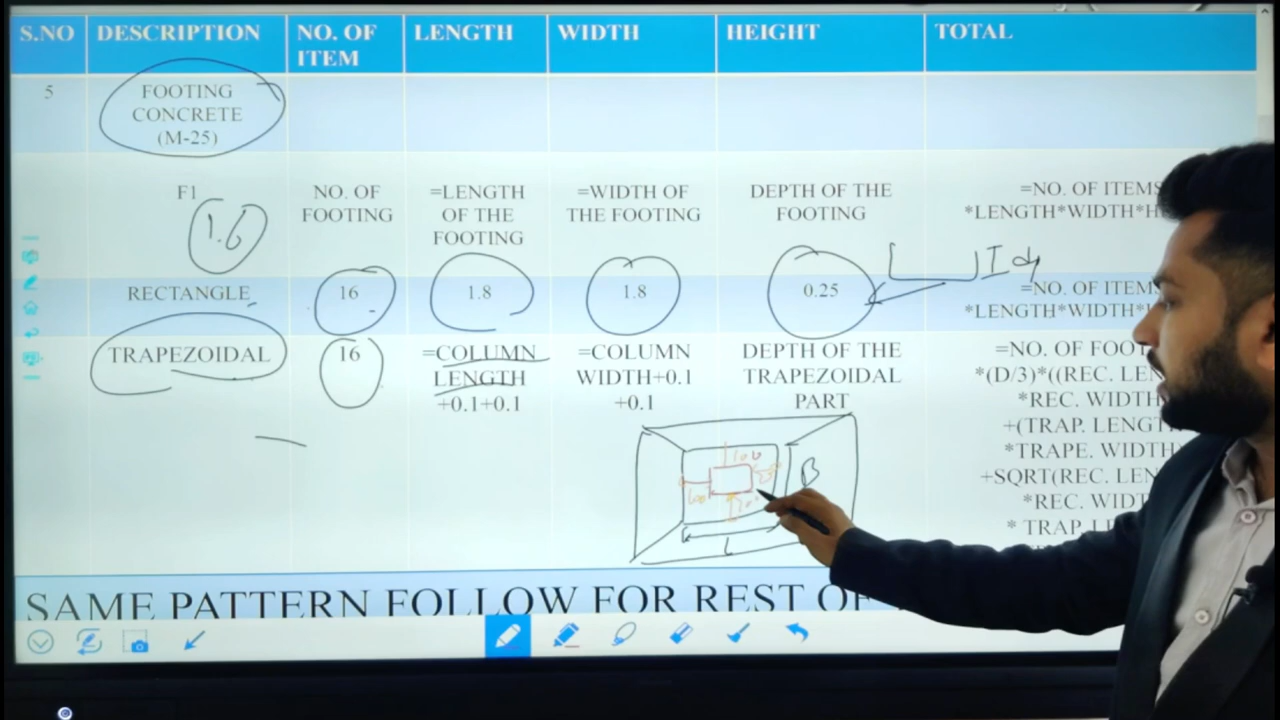 S.NO DESCRIPTION NO. OF ITEM LENGTH WIDTH HEIGHT TOTAL
5 FOOTING CONCRETE (M-25)
F1 NO. OF FOOTING =LENGTH OF THE FOOTING =WIDTH OF THE FOOTING DEPTH OF THE FOOTING =NO. OF ITEMS *LENGTH*WIDTH*H
1.6
RECTANGLE 16 1.8 1.8 0.25 =NO. OF ITEMS *LENGTH*WIDTH*
TRAPEZOIDAL 16 =COLUMN LENGTH +0.1+0.1 =COLUMN WIDTH+0.1 +0.1 DEPTH OF THE TRAPEZOIDAL PART =NO. OF FOOT *(D/3)*((REC. LEN *REC. WIDTH +(TRAP. LENGT *TRAPE. WIDTH) +SQRT(REC. LEN *REC. WIDT * TRAP. L
100
B
L
SAME PATTERN FOLLOW FOR REST OF